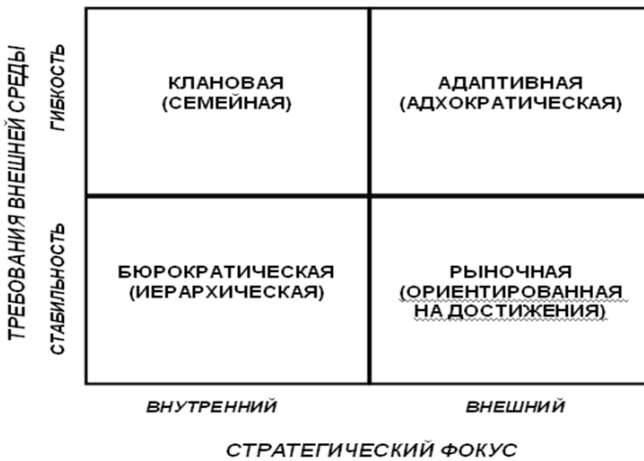 ТРЕБОВАНИЯ ВНЕШНЕЙ СРЕДЫ
ГИБКОСТЬ
КЛАНОВАЯ
(СЕМЕЙНАЯ)
АДАПТИВНАЯ
(АДХОКРАТИЧЕСКАЯ)
СТАБИЛЬНОСТЬ
БЮРОКРАТИЧЕСКАЯ
(ИЕРАРХИЧЕСКАЯ)
РЫНОЧНАЯ
(ОРИЕНТИРОВАННАЯ
НА ДОСТИЖЕНИЯ)
ВНУТРЕННИЙ
ВНЕШНИЙ
СТРАТЕГИЧЕСКИЙ ФОКУС